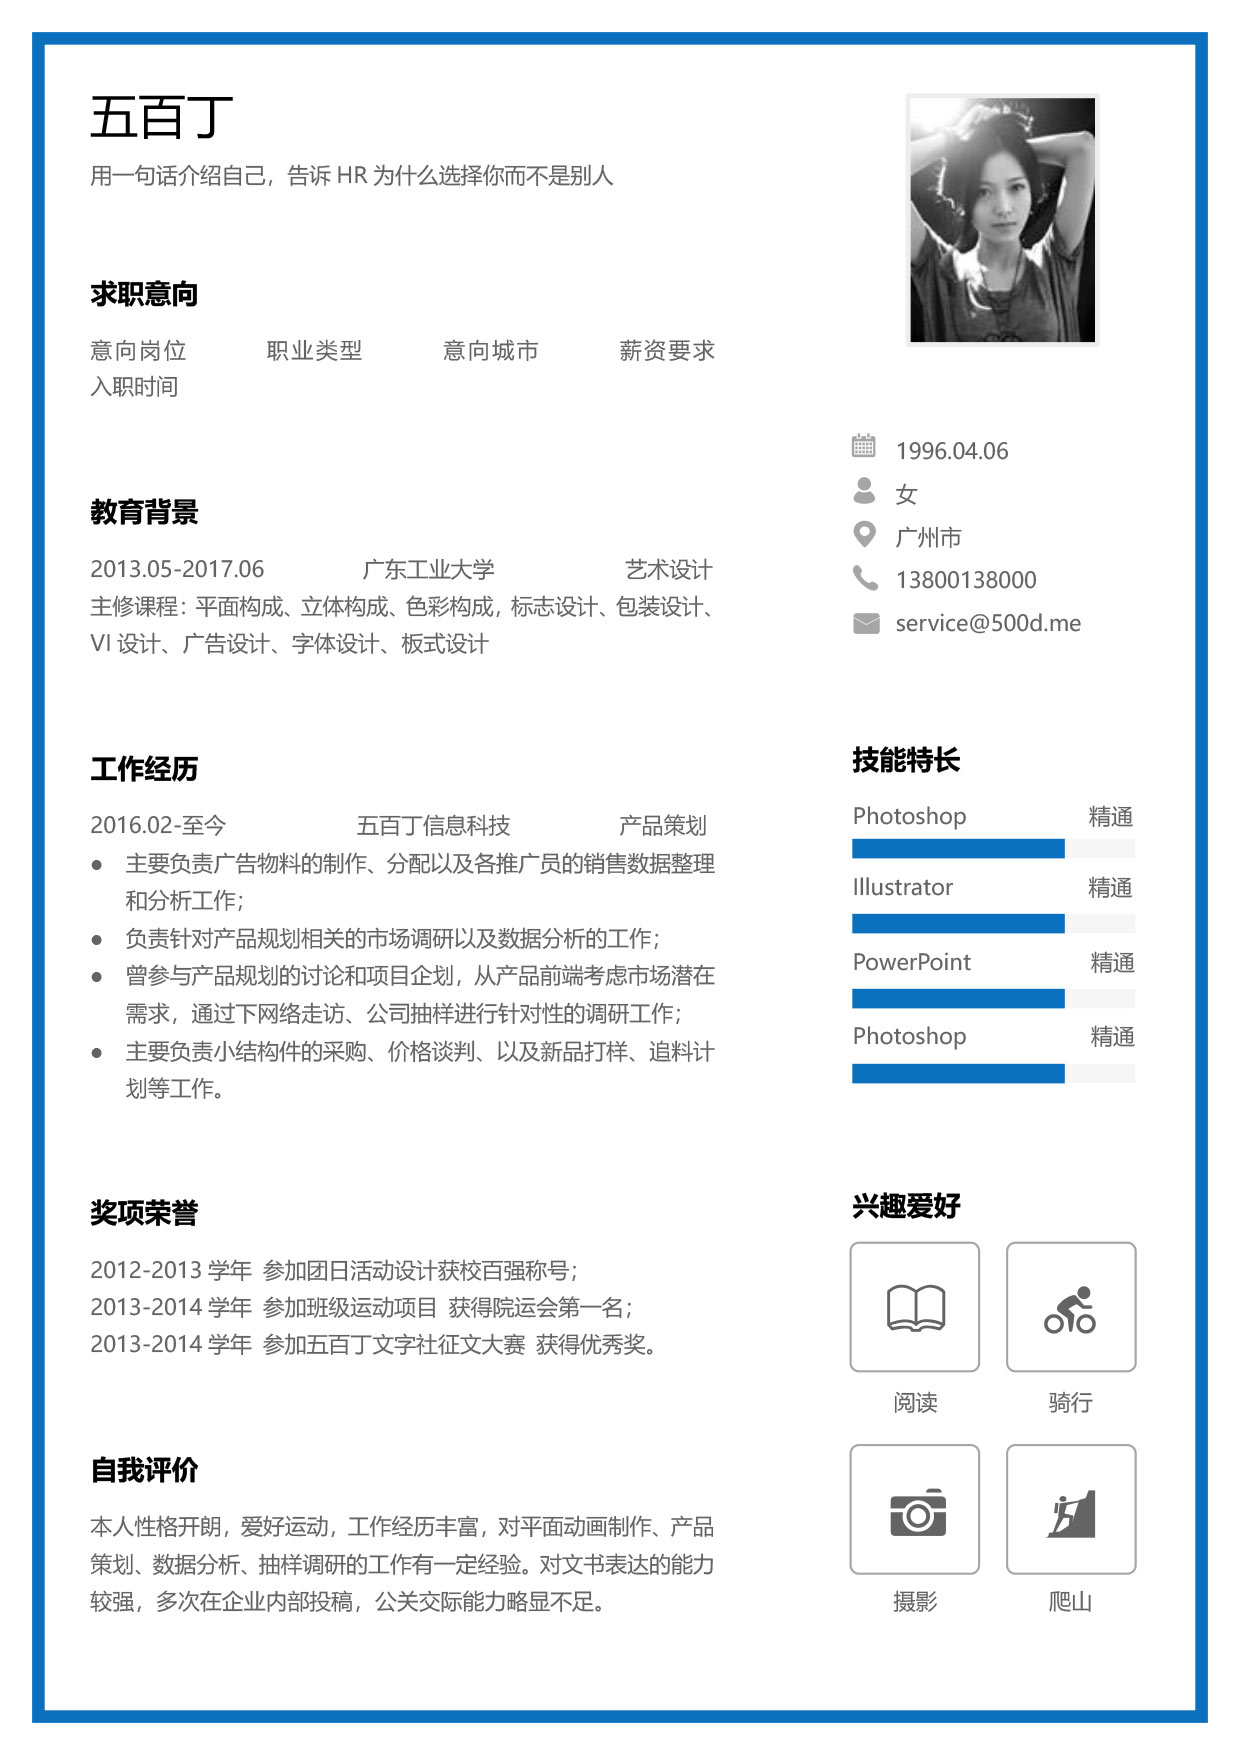 五百丁
用一句话介绍自己，告诉 HR 为什么选择你而不是别人
求职意向
意向岗位 职业类型 意向城市 薪资要求
入职时间
教育背景
2013.05-2017.06 广东工业大学 艺术设计
主修课程：平面构成、立体构成、色彩构成，标志设计、包装设计、
VI 设计、广告设计、字体设计、板式设计
工作经历
2016.02-至今 五百丁信息科技 产品策划
● 主要负责广告物料的制作、分配以及各推广员的销售数据整理
和分析工作；
● 负责针对产品规划相关的市场调研以及数据分析的工作；
● 曾参与产品规划的讨论和项目企划，从产品前端考虑市场潜在
需求，通过下网络走访、公司抽样进行针对性的调研工作；
● 主要负责小结构件的采购、价格谈判、以及新品打样、追料计
划等工作。
奖项荣誉
2012-2013 学年 参加团日活动设计获校百强称号；
2013-2014 学年 参加班级运动项目 获得院运会第一名；
2013-2014 学年 参加五百丁文字社征文大赛 获得优秀奖。
自我评价
本人性格开朗，爱好运动，工作经历丰富，对平面动画制作、产品
策划、数据分析、抽样调研的工作有一定经验。对文书表达的能力
较强，多次在企业内部投稿，公关交际能力略显不足。
1996.04.06
女
广州市
13800138000
service@500d.me
技能特长
Photoshop 精通
Illustrator 精通
PowerPoint 精通
Photoshop 精通
兴趣爱好
阅读 骑行
摄影 爬山